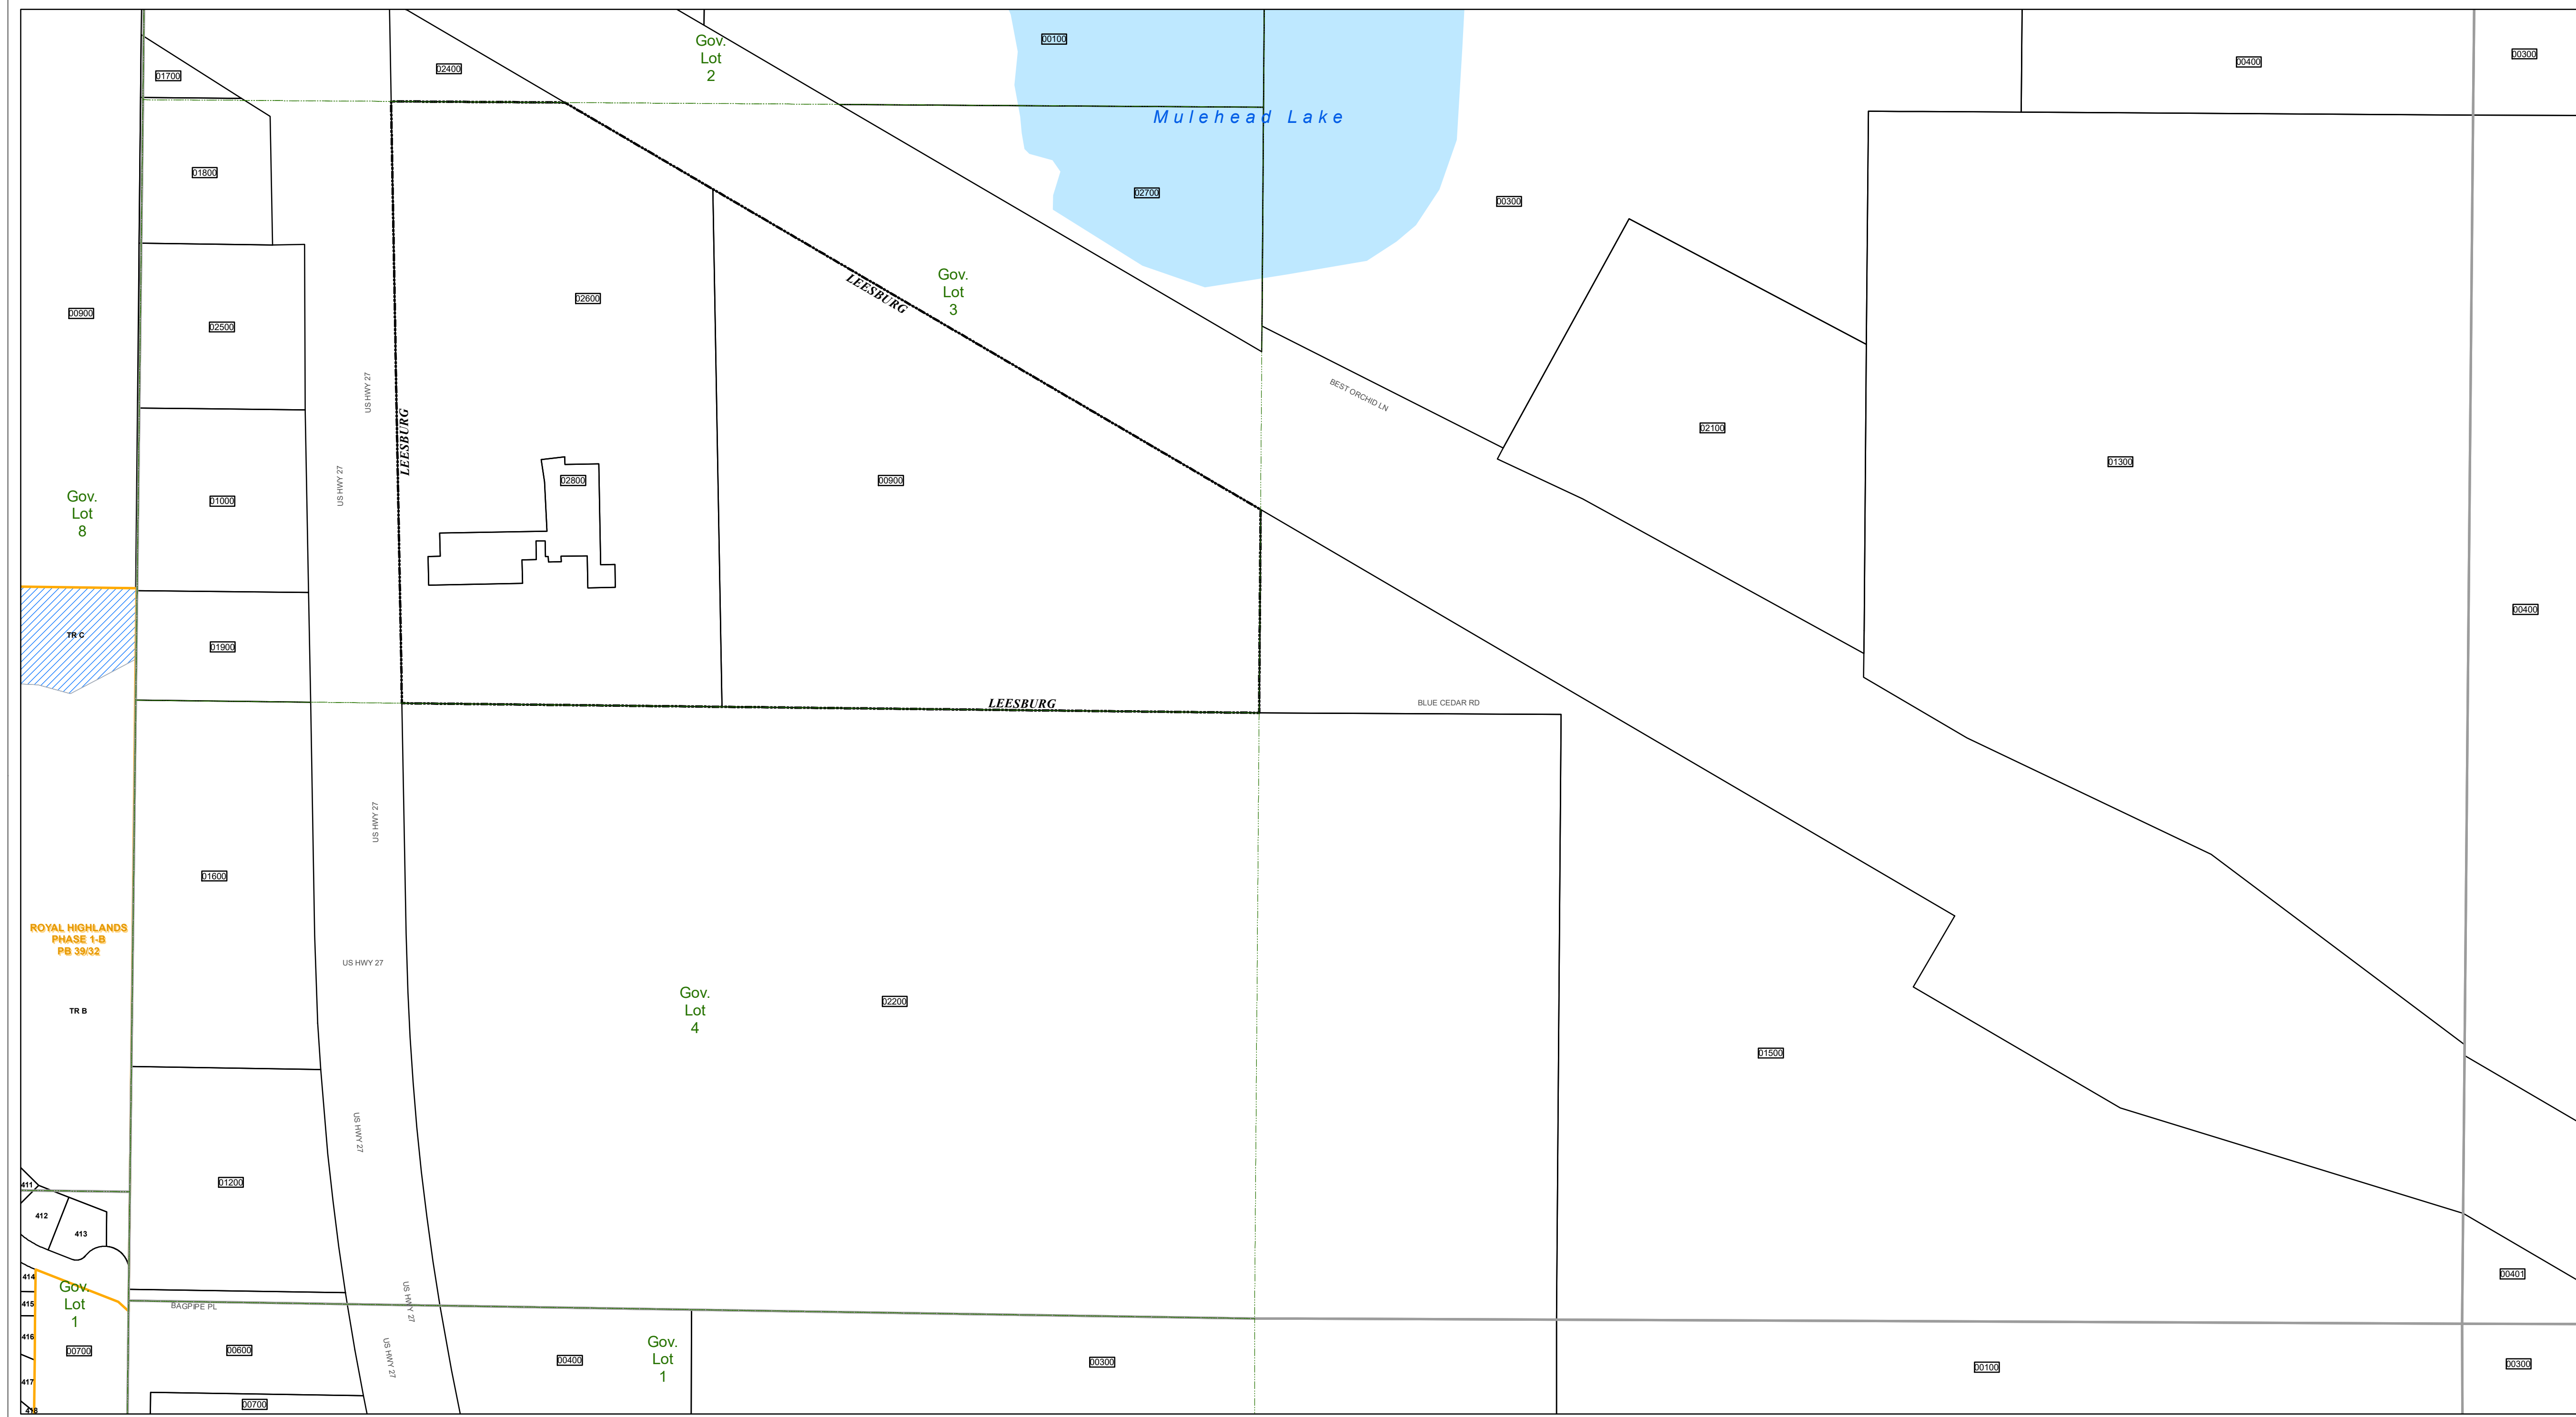 00100
Gov.
Lot
2
00300
00400
02400
01700
Mulehead Lake
01800
02700
00300
Gov.
Lot
3
LEESBURG
02600
00900
02500
US HWY 27
BEST ORCHID LN
LEESBURG
02100
01300
US HWY 27
02800
00900
01000
Gov.
Lot
8
00400
TR C
01900
LEESBURG
BLUE CEDAR RD
US HWY 27
01600
ROYAL HIGHLANDS
PHASE 1-B
PB 39/32
US HWY 27
Gov.
Lot
4
02200
TR B
01500
US HWY 27
01200
411
412
413
00401
414
Gov.
Lot
1
US HWY 27
415
BAGPIPE PL
416
00700
00600
US HWY 27
00400
Gov.
Lot
1
00300
00100
00300
417
00700
418